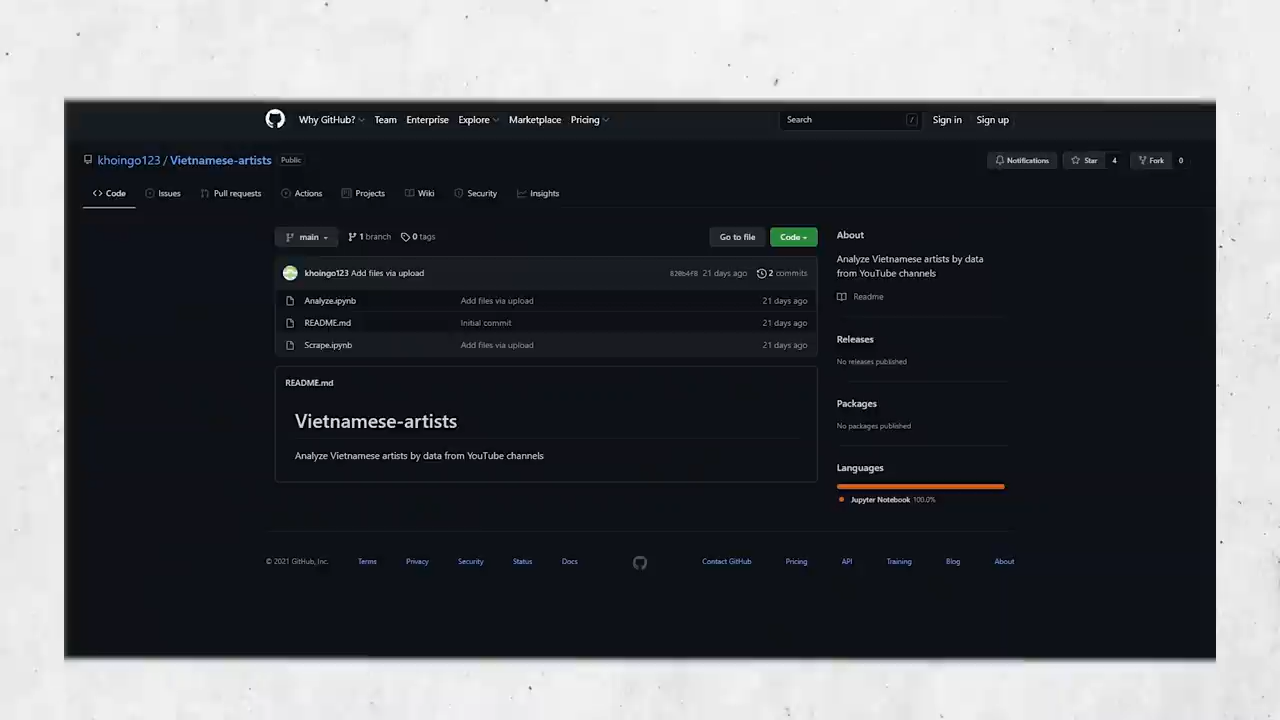 Why GitHub? Team Enterprise Explore Marketplace Pricing Search / Sign in Sign up
khoingo123 / Vietnamese-artists Public Notifications Star 4 Fork 0
<> Code Issues Pull requests Actions Projects Wiki Security Insights
main 1 branch 0 tags Go to file Code
khoingo123 Add files via upload 820b4f8 21 days ago 2 commits
Analyze.ipynb Add files via upload 21 days ago
README.md Initial commit 21 days ago
Scrape.ipynb Add files via upload 21 days ago
README.md
Vietnamese-artists
Analyze Vietnamese artists by data from YouTube channels
About
Analyze Vietnamese artists by data
from YouTube channels
Readme
Releases
No releases published
Packages
No packages published
Languages
Jupyter Notebook 100.0%
© 2021 GitHub, Inc. Terms Privacy Security Status Docs Contact GitHub Pricing API Training Blog About